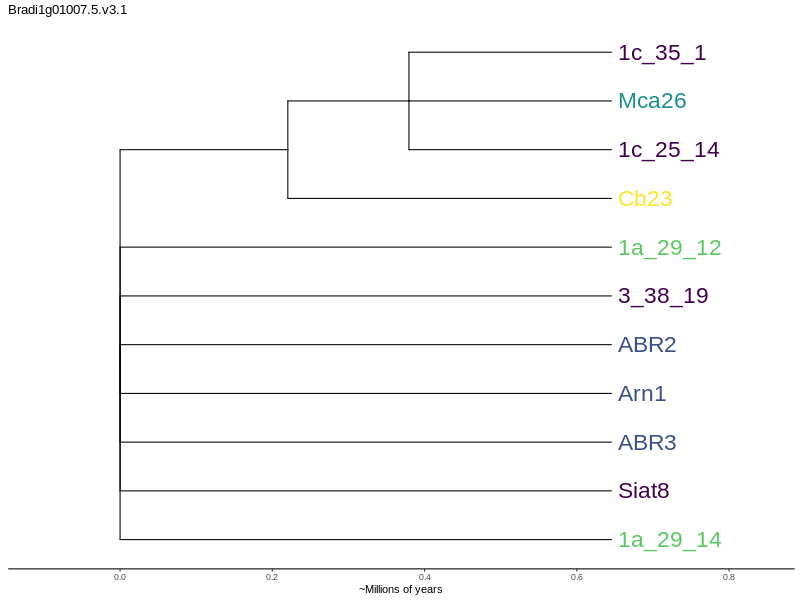 Bradi1g01007.5.v3.1
1c_35_1
Mca26
1c_25_14
Cb23
1a_29_12
3_38_19
ABR2
Arn1
ABR3
Siat8
1a_29_14
0.0 0.2 0.4 0.6 0.8
~Millions of years